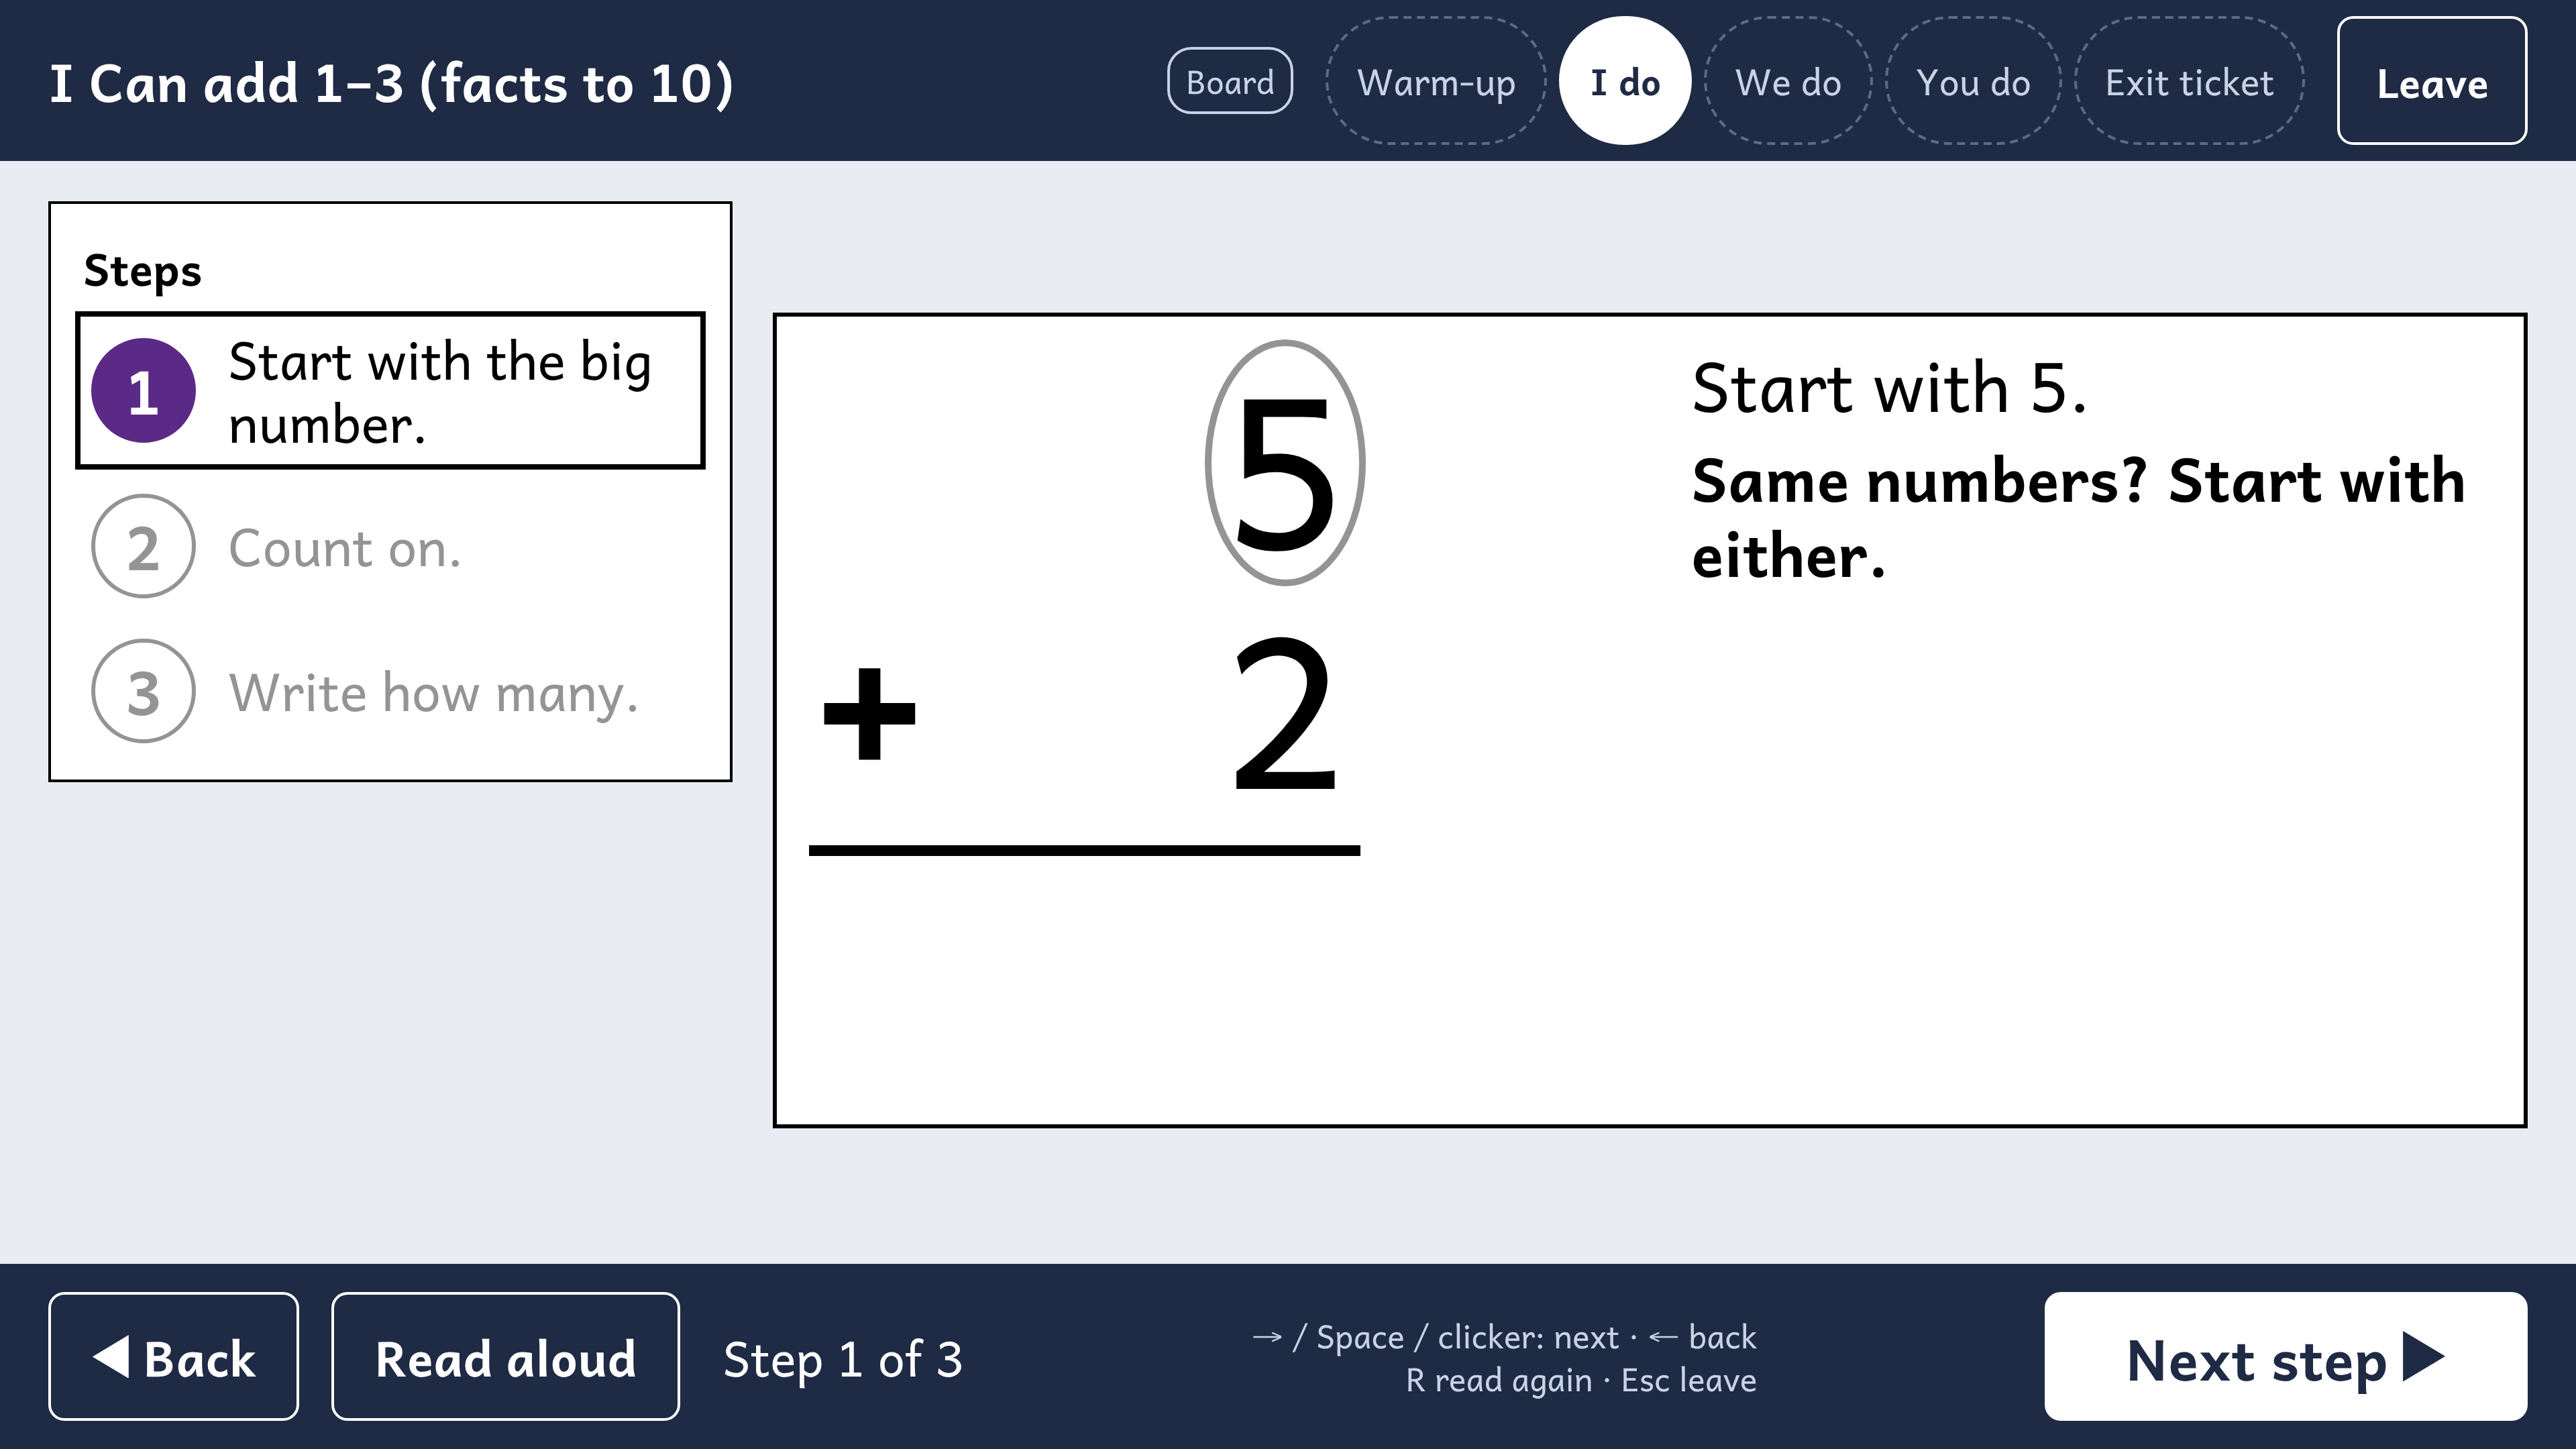 I Can add 1–3 (facts to 10)
Board
Warm-up
I do
We do
You do
Exit ticket
Leave
Steps
1 Start with the big
number.
2 Count on.
3 Write how many.
5
+ 2
Start with 5.
Same numbers? Start with
either.
◀ Back
Read aloud
Step 1 of 3
→ / Space / clicker: next · ← back
R read again · Esc leave
Next step ▶